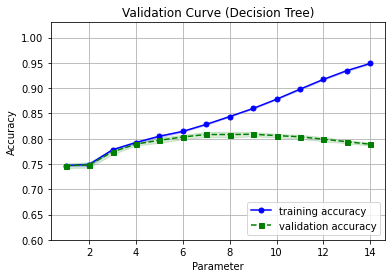 Validation Curve (Decision Tree)
1.00
0.95
0.90
0.85
0.80
0.75
0.70
0.65
0.60
Accuracy
2 4 6 8 10 12 14
Parameter
training accuracy
validation accuracy